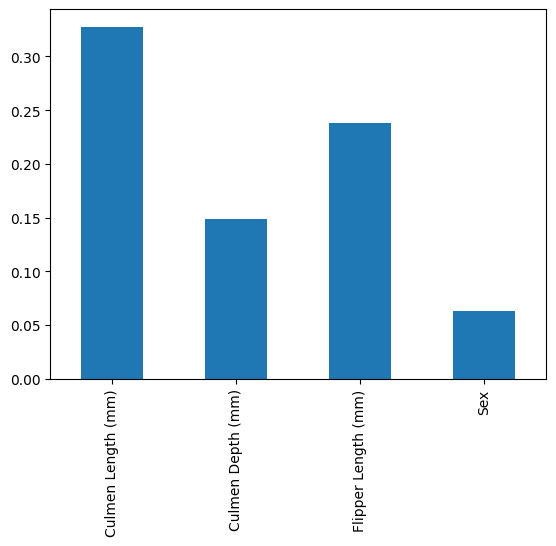 0.30
0.25
0.20
0.15
0.10
0.05
0.00
Culmen Length (mm)
Culmen Depth (mm)
Flipper Length (mm)
Sex